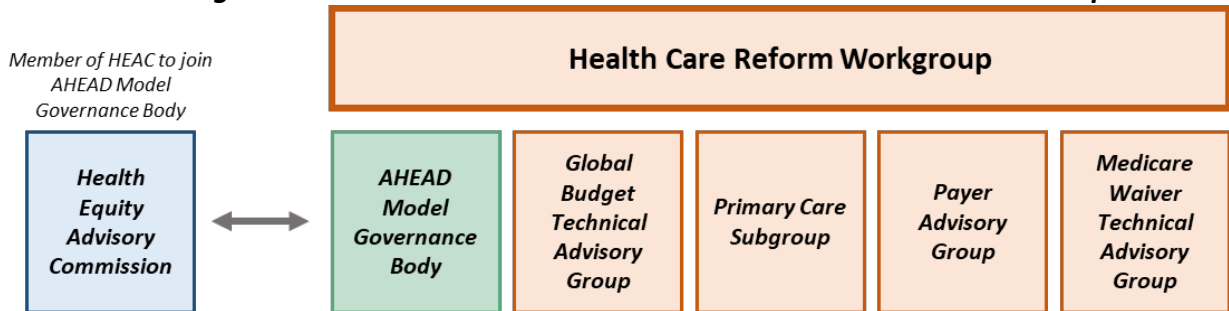 Health Care Reform Workgroup
Member of HEAC to join
AHEAD Model
Governance Body
Health
Equity
Advisory
Commission
AHEAD
Model
Governance
Body
Global
Budget
Technical
Advisory
Group
Primary Care
Subgroup
Payer
Advisory
Group
Medicare
Waiver
Technical
Advisory
Group